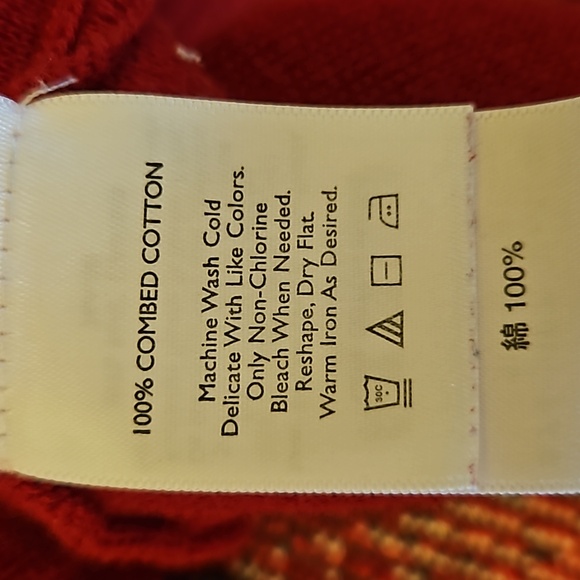 100% COMBED COTTON
Machine Wash Cold
Delicate With Like Colors.
Only Non-Chlorine
Bleach When Needed.
Reshape, Dry Flat.
Warm Iron As Desired.
30C
綿 100%